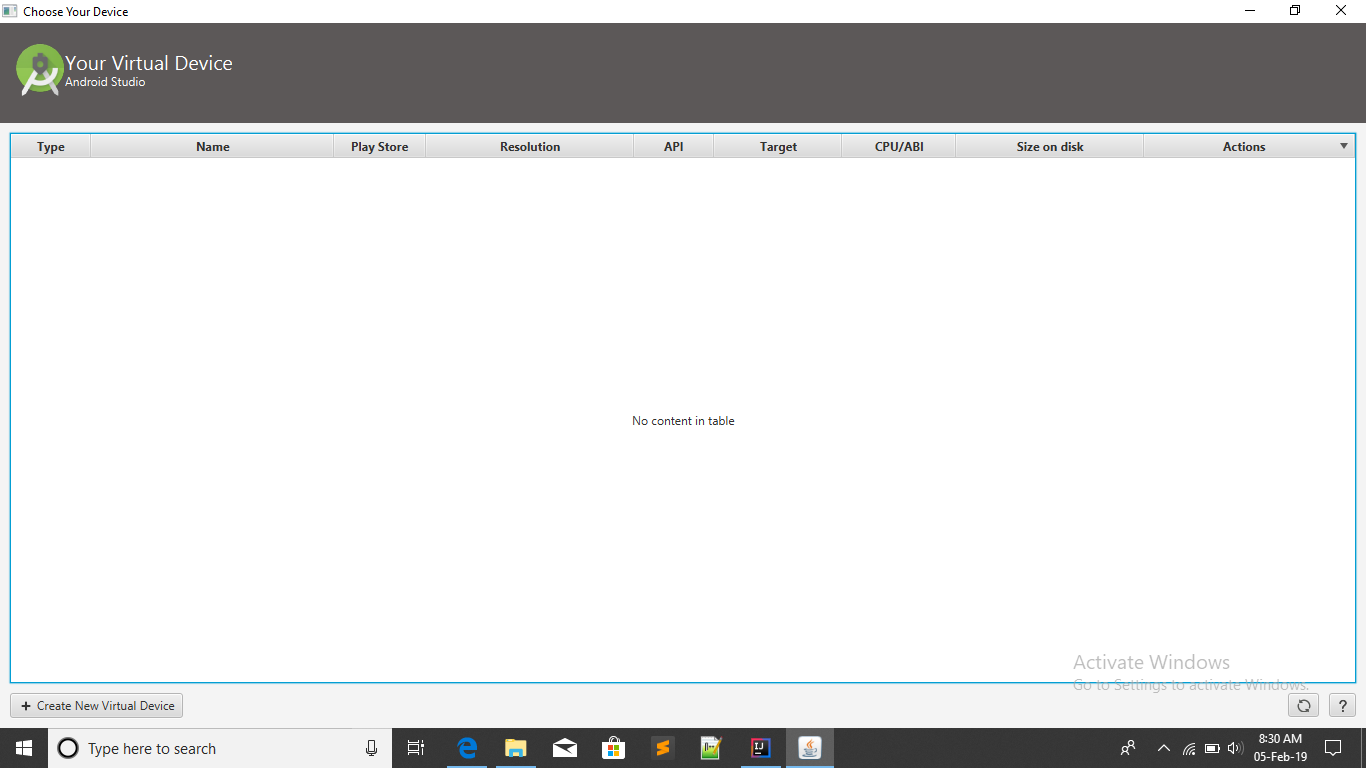 Choose Your Device
Your Virtual Device
Android Studio
Type Name Play Store Resolution API Target CPU/ABI Size on disk Actions
No content in table
Activate Windows
Go to Settings to activate Windows.
+ Create New Virtual Device
?
Type here to search
IJ
8:30 AM
05-Feb-19